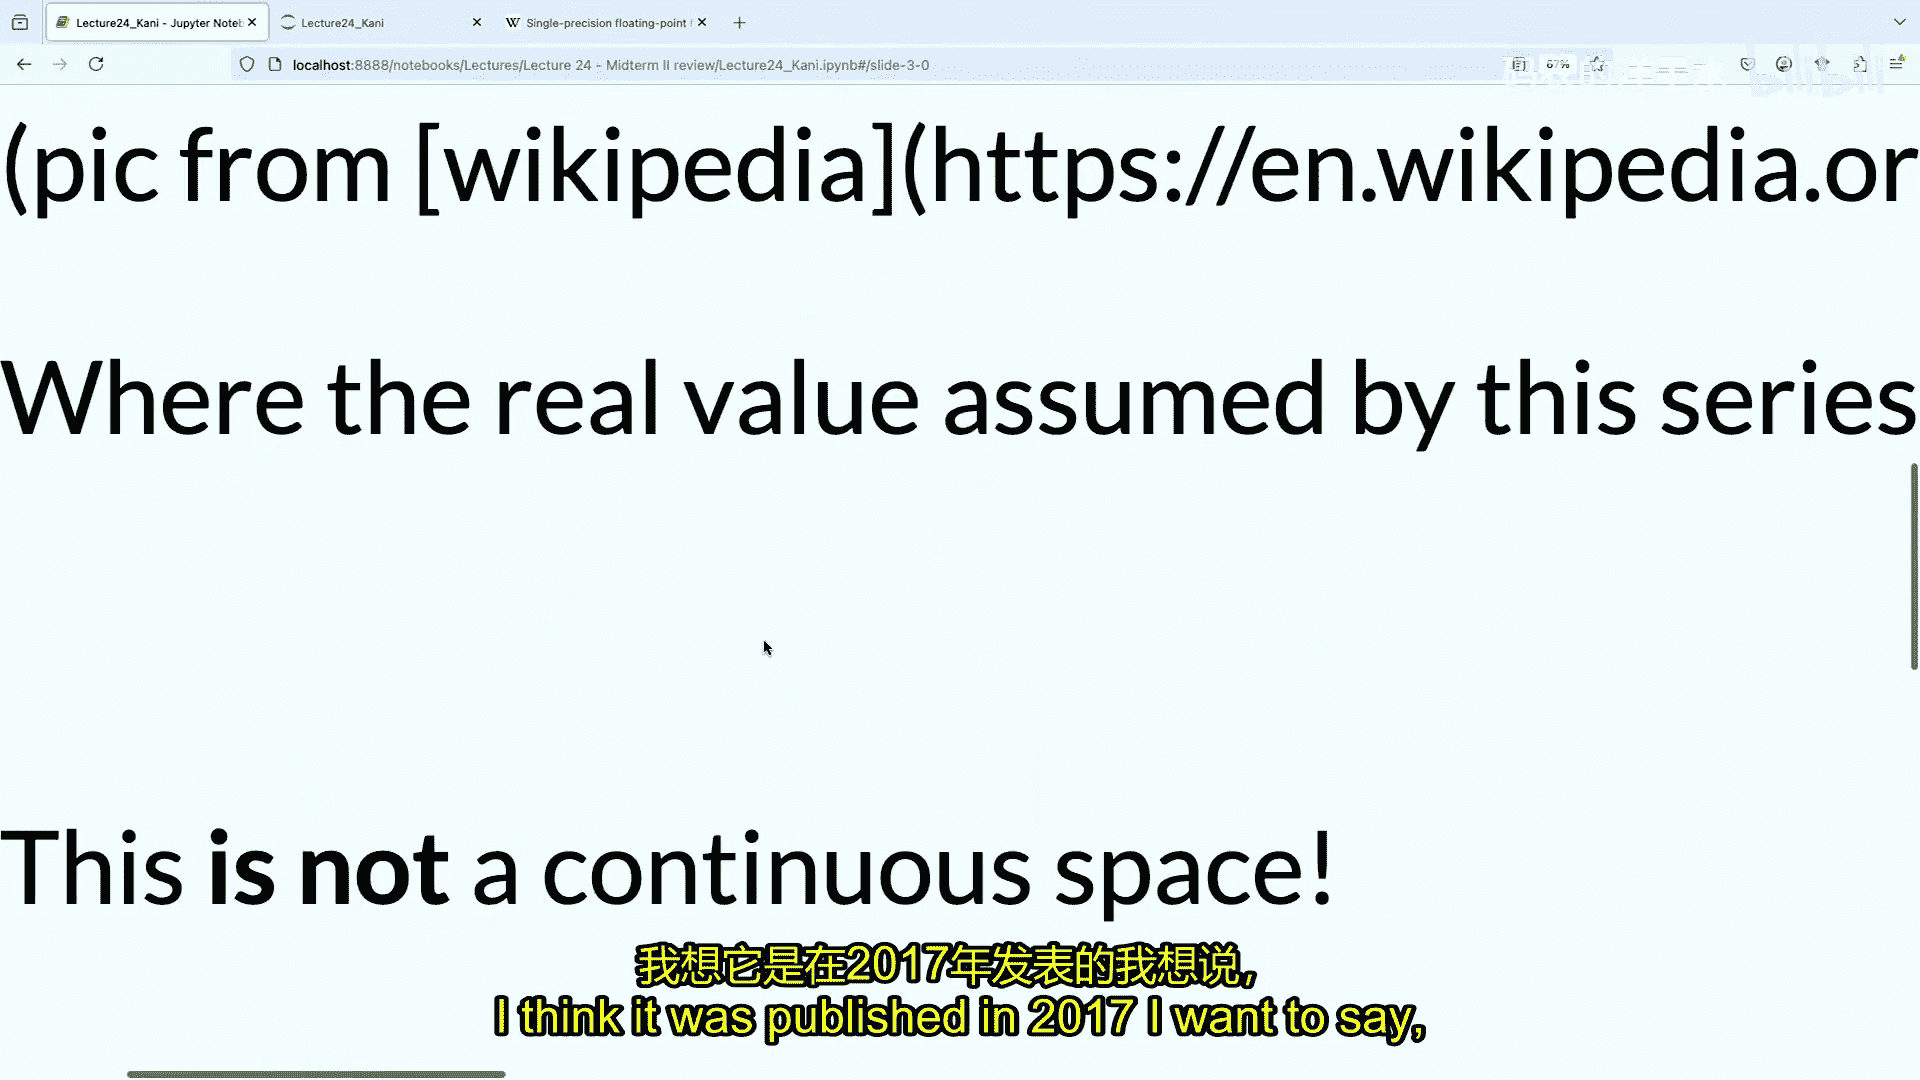 Lecture24_Kani - Jupyter Noteb
Lecture24_Kani
Single-precision floating-point f
localhost:8888/notebooks/Lectures/Lecture 24 - Midterm II review/Lecture24_Kani.ipynb#/slide-3-0
67%
(pic from [wikipedia](https://en.wikipedia.or
Where the real value assumed by this series
This is not a continuous space!
我想它是在2017年发表的我想说,
I think it was published in 2017 I want to say,